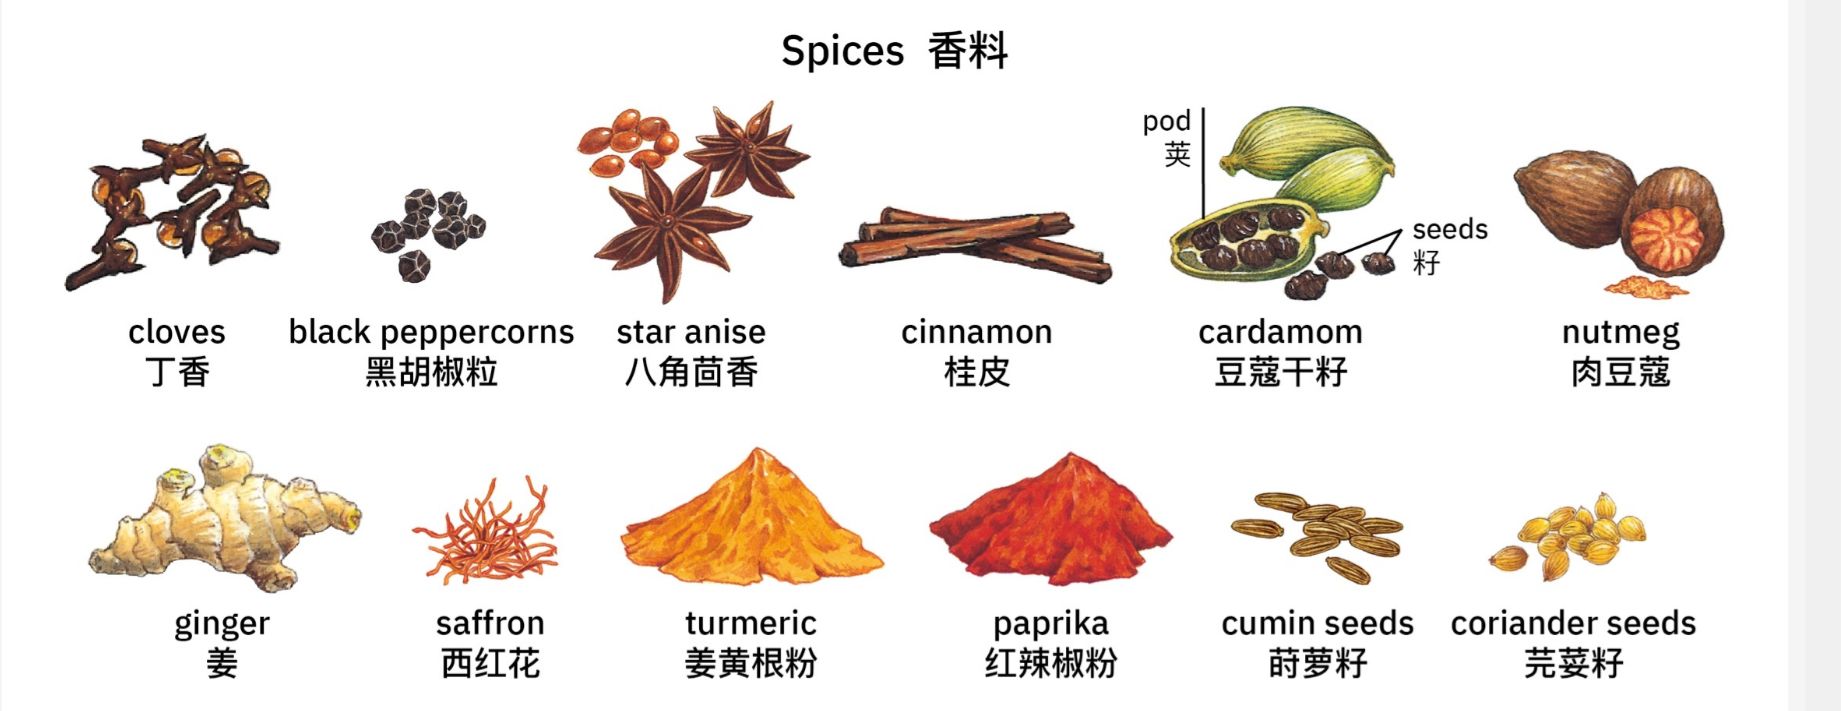 Spices 香料
pod
荚
seeds
籽
cloves
丁香
black peppercorns
黑胡椒粒
star anise
八角茴香
cinnamon
桂皮
cardamom
豆蔻干籽
nutmeg
肉豆蔻
ginger
姜
saffron
西红花
turmeric
姜黄根粉
paprika
红辣椒粉
cumin seeds
莳萝籽
coriander seeds
芫荽籽